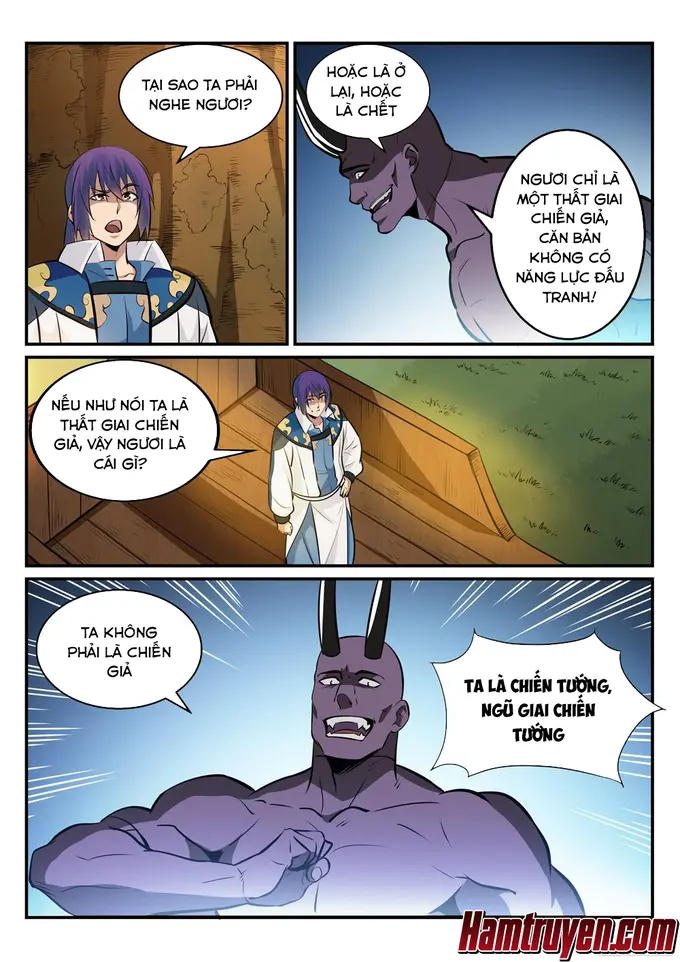 TẠI SAO TA PHẢI
NGHE NGƯƠI?
HOẶC LÀ Ở
LẠI, HOẶC
LÀ CHẾT
NGƯƠI CHỈ LÀ
MỘT THẤT GIAI
CHIẾN GIẢ,
CĂN BẢN
KHÔNG CÓ
NĂNG LỰC ĐẤU
TRANH!
NẾU NHƯ NÓI TA LÀ
THẤT GIAI CHIẾN
GIẢ, VẬY NGƯƠI LÀ
CÁI GÌ?
TA KHÔNG
PHẢI LÀ CHIẾN
GIẢ
TA LÀ CHIẾN TƯỚNG,
NGŨ GIAI CHIẾN
TƯỚNG
Hamtruyen.com
Hamtruyen.com